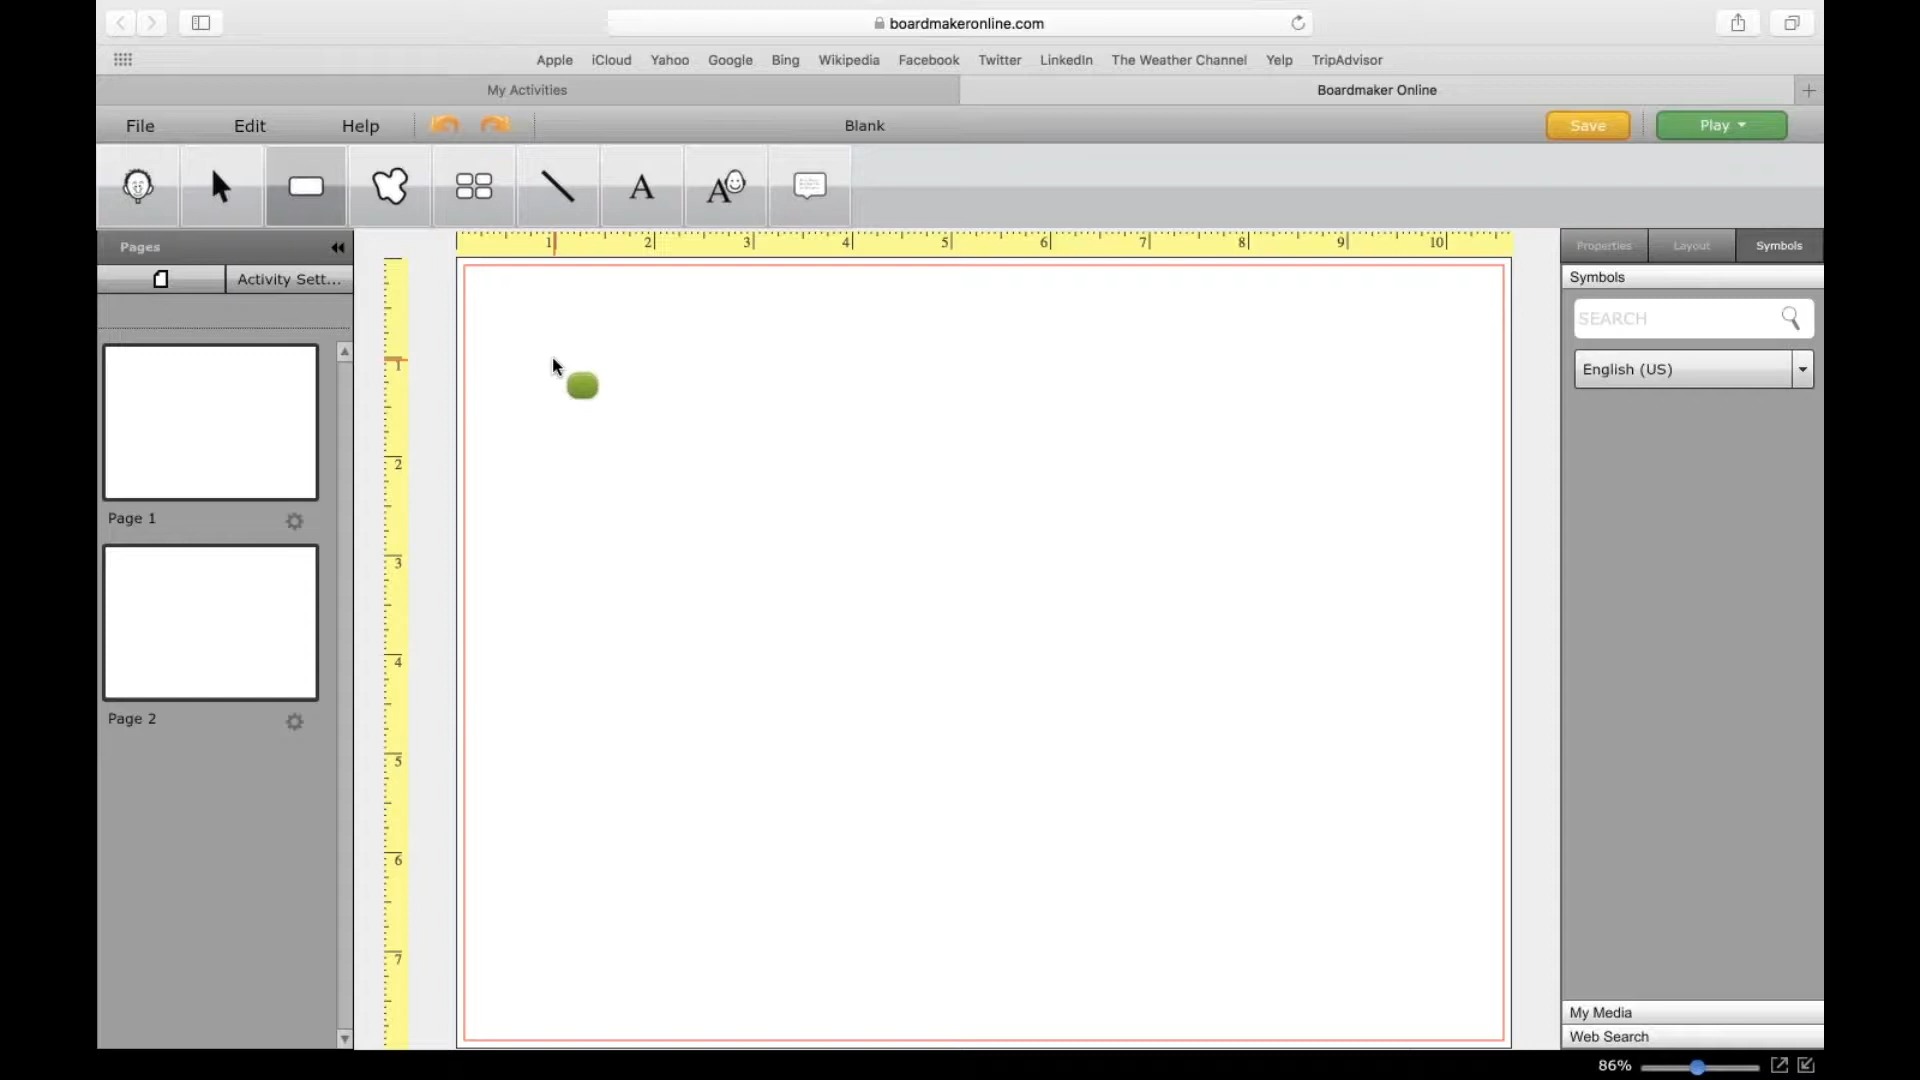 boardmakeronline.com
Apple iCloud Yahoo Google Bing Wikipedia Facebook Twitter LinkedIn The Weather Channel Yelp TripAdvisor
My Activities Boardmaker Online
File Edit Help Blank Save Play
A A
Pages Properties Layout Symbols
Activity Sett... Symbols
SEARCH
English (US)
1 2 3 4 5 6 7 8 9 10
1
2
3
4
5
6
7
Page 1
Page 2
My Media
Web Search
86%